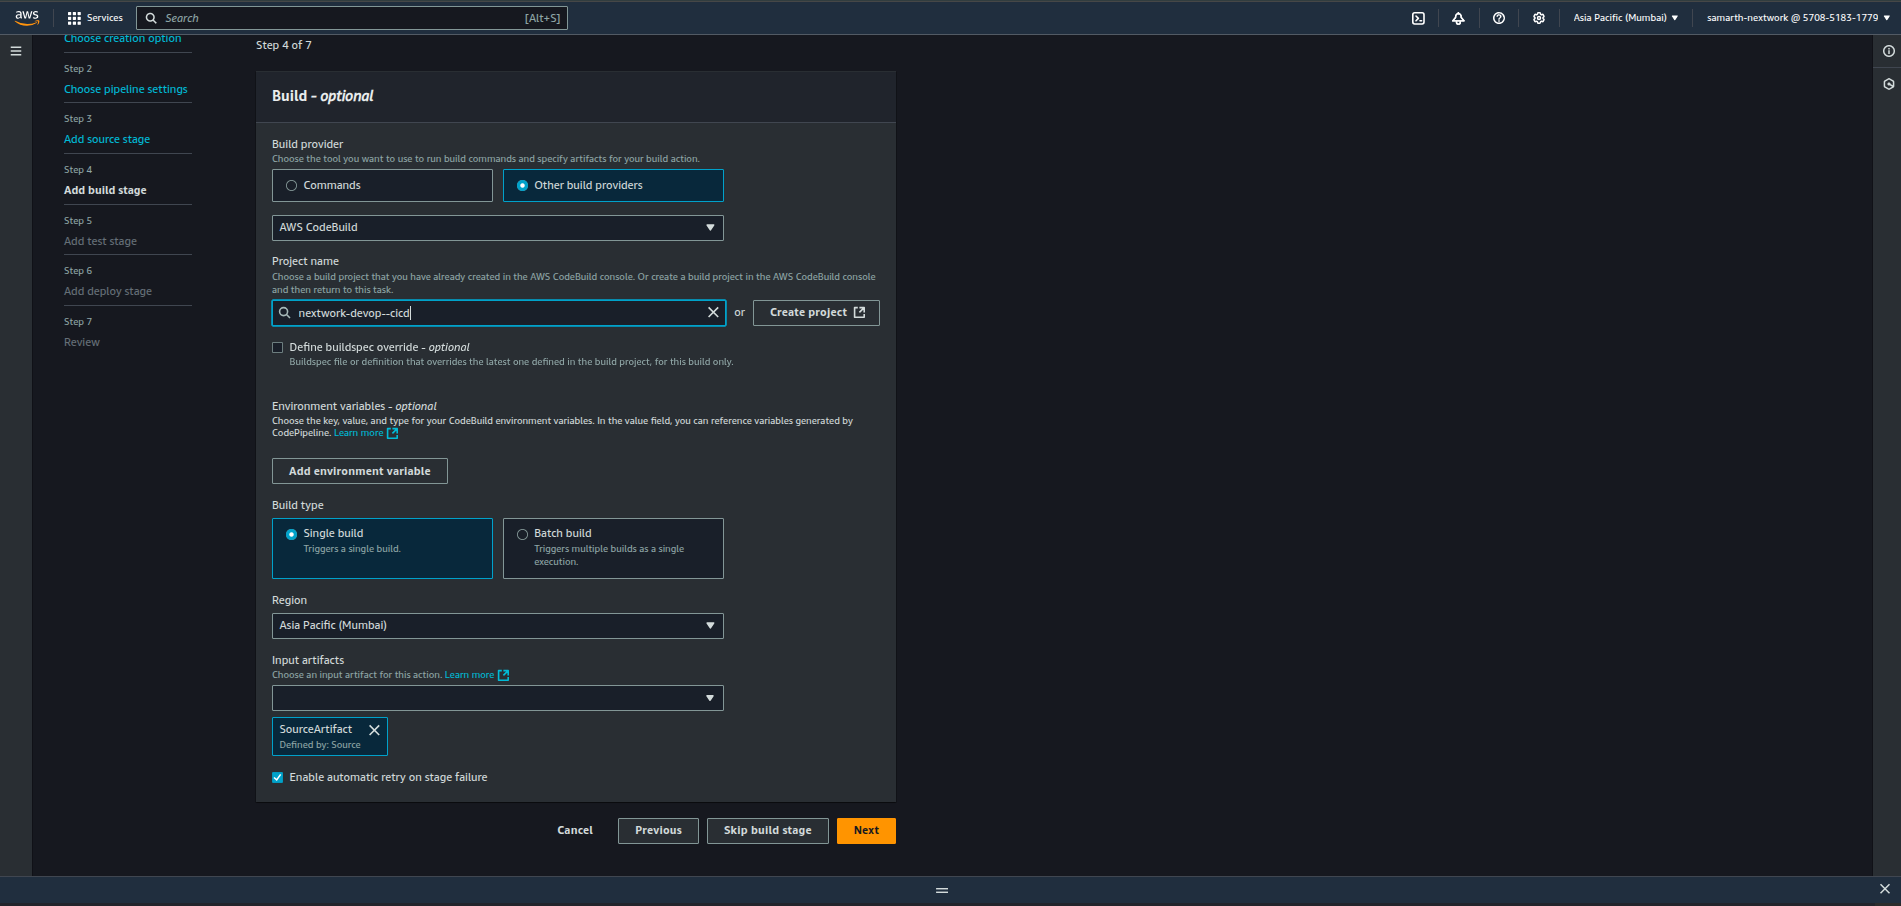 aws
Services
Search
[Alt+S]
Asia Pacific (Mumbai)
samarth-nextwork @ 5708-5183-1779
Choose creation option
Step 2
Choose pipeline settings
Step 3
Add source stage
Step 4
Add build stage
Step 5
Add test stage
Step 6
Add deploy stage
Step 7
Review
Step 4 of 7
Build - optional
Build provider
Choose the tool you want to use to run build commands and specify artifacts for your build action.
Commands
Other build providers
AWS CodeBuild
Project name
Choose a build project that you have already created in the AWS CodeBuild console. Or create a build project in the AWS CodeBuild console
and then return to this task.
nextwork-devop--cicd
or
Create project
Define buildspec override - optional
Buildspec file or definition that overrides the latest one defined in the build project, for this build only.
Environment variables - optional
Choose the key, value, and type for your CodeBuild environment variables. In the value field, you can reference variables generated by
CodePipeline. Learn more
Add environment variable
Build type
Single build
Triggers a single build.
Batch build
Triggers multiple builds as a single
execution.
Region
Asia Pacific (Mumbai)
Input artifacts
Choose an input artifact for this action. Learn more
SourceArtifact
Defined by: Source
Enable automatic retry on stage failure
Cancel
Previous
Skip build stage
Next